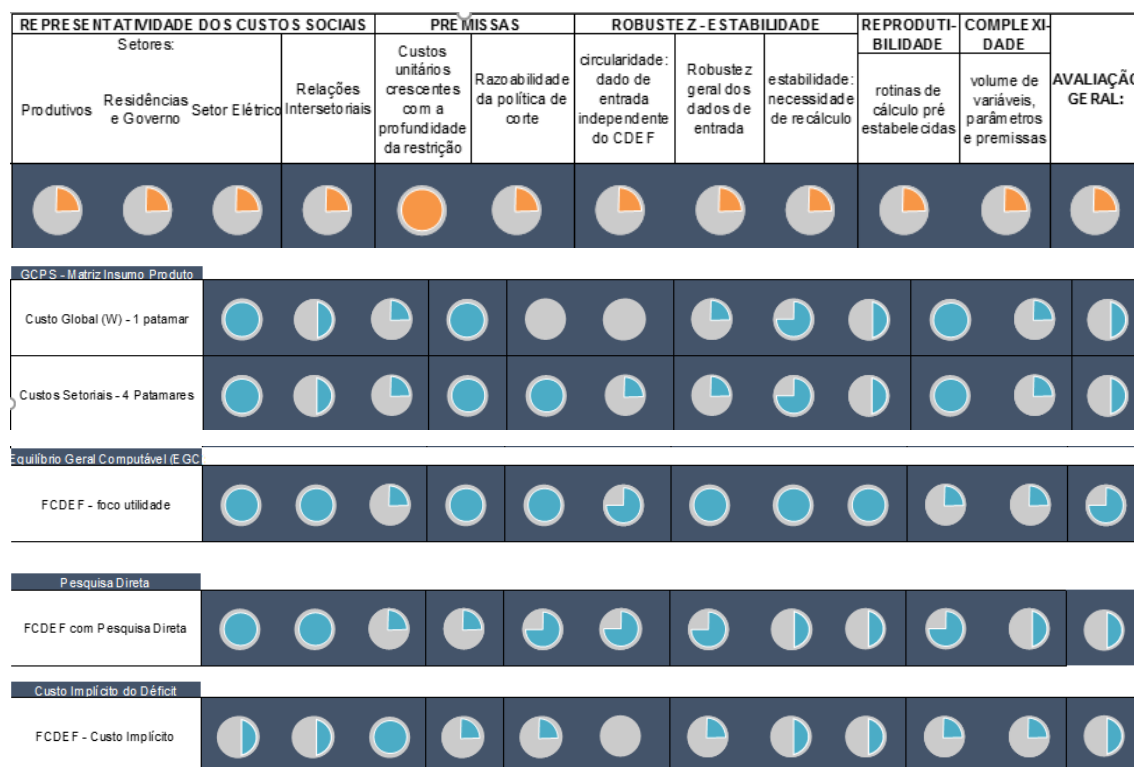 REPRESENTATIVIDADE DOS CUSTOS SOCIAIS
PREMISSAS
ROBUSTEZ - ESTABILIDADE
REPRODUTI-
BILIDADE
COMPLEXI-
DADE
AVALIAÇÃO
GERAL:
Setores:
Produtivos
Residências
e Governo
Setor Elétrico
Relações
Intersetoriais
Custos
unitários
crescentes
com a
profundidade
da restrição
Razoabilidade
da política de
corte
circularidade:
dado de
entrada
independente
do CDEF
Robustez
geral dos
dados de
entrada
estabilidade:
necessidade
de recálculo
rotinas de
cálculo pré
estabelecidas
volume de
variáveis,
parâmetros
e premissas
GCPS - Matriz Insumo Produto
Custo Global (W) - 1 patamar
Custos Setoriais - 4 Patamares
Equilíbrio Geral Computável (EGC
FCDEF - foco utilidade
Pesquisa Direta
FCDEF com Pesquisa Direta
Custo Implícito do Déficit
FCDEF - Custo Implícito